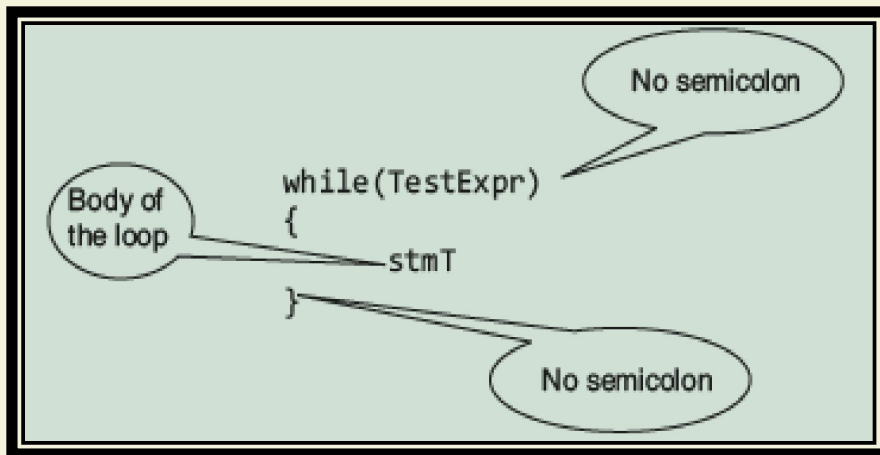 No semicolon
while(TestExpr)
Body of
the loop
{
stmT
}
No semicolon